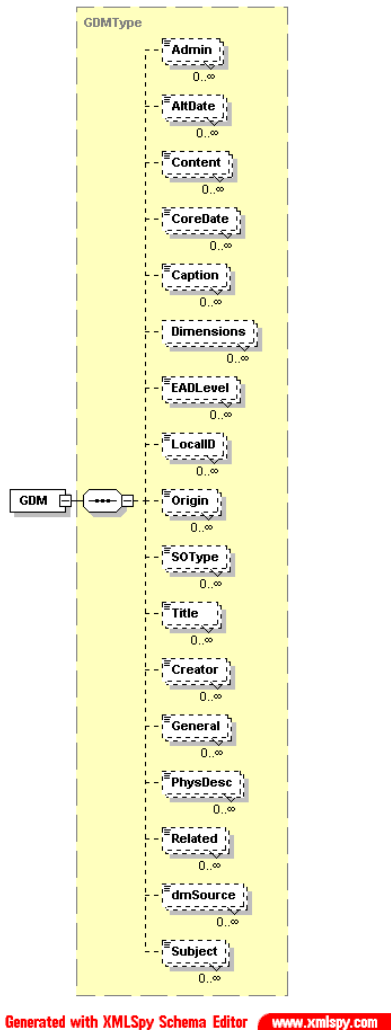 GDMType
Admin
0..∞
AltDate
0..∞
Content
0..∞
CoreDate
0..∞
Caption
0..∞
Dimensions
0..∞
EADLevel
0..∞
LocalID
0..∞
GDM
Origin
0..∞
SOType
0..∞
Title
0..∞
Creator
0..∞
General
0..∞
PhysDesc
0..∞
Related
0..∞
dmSource
0..∞
Subject
0..∞
Generated with XMLSpy Schema Editor www.xmlspy.com